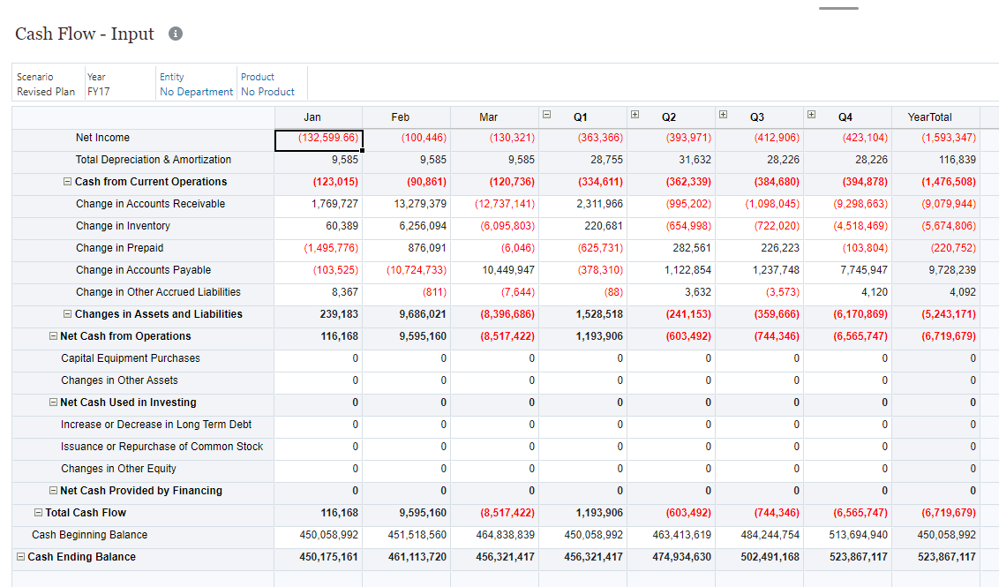 Cash Flow - Input
Scenario Year Entity Product
Revised Plan FY17 No Department No Product
Jan Feb Mar Q1 Q2 Q3 Q4 YearTotal
Net Income (132,599.66) (100,446) (130,321) (363,366) (393,971) (412,906) (423,104) (1,593,347)
Total Depreciation & Amortization 9,585 9,585 9,585 28,755 31,632 28,226 28,226 116,839
Cash from Current Operations (123,015) (90,861) (120,736) (334,611) (362,339) (384,680) (394,878) (1,476,508)
Change in Accounts Receivable 1,769,727 13,279,379 (12,737,141) 2,311,966 (995,202) (1,098,045) (9,298,663) (9,079,944)
Change in Inventory 60,389 6,256,094 (6,095,803) 220,681 (654,998) (722,020) (4,518,469) (5,674,806)
Change in Prepaid (1,495,776) 876,091 (6,046) (625,731) 282,561 226,223 (103,804) (220,752)
Change in Accounts Payable (103,525) (10,724,733) 10,449,947 (378,310) 1,122,854 1,237,748 7,745,947 9,728,239
Change in Other Accrued Liabilities 8,367 (811) (7,644) (88) 3,632 (3,573) 4,120 4,092
Changes in Assets and Liabilities 239,183 9,686,021 (8,396,686) 1,528,518 (241,153) (359,666) (6,170,869) (5,243,171)
Net Cash from Operations 116,168 9,595,160 (8,517,422) 1,193,906 (603,492) (744,346) (6,565,747) (6,719,679)
Capital Equipment Purchases 0 0 0 0 0 0 0 0
Changes in Other Assets 0 0 0 0 0 0 0 0
Net Cash Used in Investing 0 0 0 0 0 0 0 0
Increase or Decrease in Long Term Debt 0 0 0 0 0 0 0 0
Issuance or Repurchase of Common Stock 0 0 0 0 0 0 0 0
Changes in Other Equity 0 0 0 0 0 0 0 0
Net Cash Provided by Financing 0 0 0 0 0 0 0 0
Total Cash Flow 116,168 9,595,160 (8,517,422) 1,193,906 (603,492) (744,346) (6,565,747) (6,719,679)
Cash Beginning Balance 450,058,992 451,518,560 464,838,839 450,058,992 463,413,619 484,244,754 513,694,940 450,058,992
Cash Ending Balance 450,175,161 461,113,720 456,321,417 456,321,417 474,934,630 502,491,168 523,867,117 523,867,117